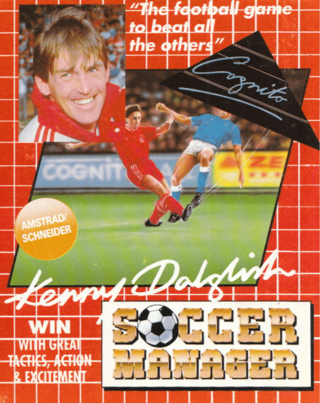 "The football game
to beat all
the others"
Cognito
COGNITO
AZE
AMSTRAD/
SCHNEIDER
Kenny Dalglish
SOCCER
MANAGER
WIN
WITH GREAT
TACTICS, ACTION
& EXCITEMENT